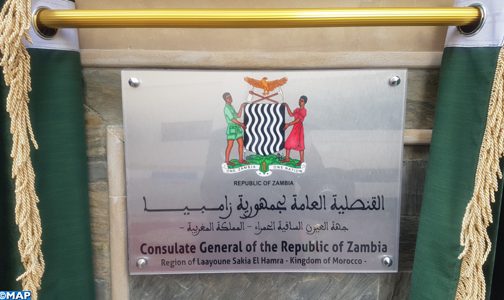 ONE ZAMBIA ONE NATION
REPUBLIC OF ZAMBIA
القنصلية العامة لجمهورية زامبيا
جهة العيون الساقية الحمراء - المملكة المغربية -
Consulate General of the Republic of Zambia
Region of Laayoune Sakia El Hamra - Kingdom of Morocco -
©MAP